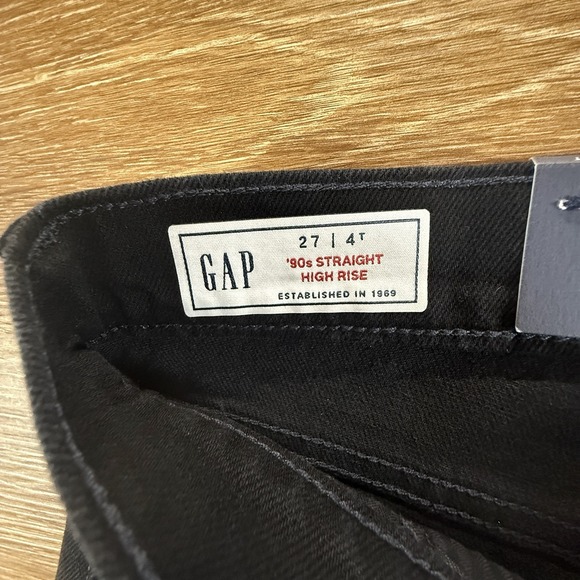 GAP
27 | 4T
'90s STRAIGHT
HIGH RISE
ESTABLISHED IN 1969